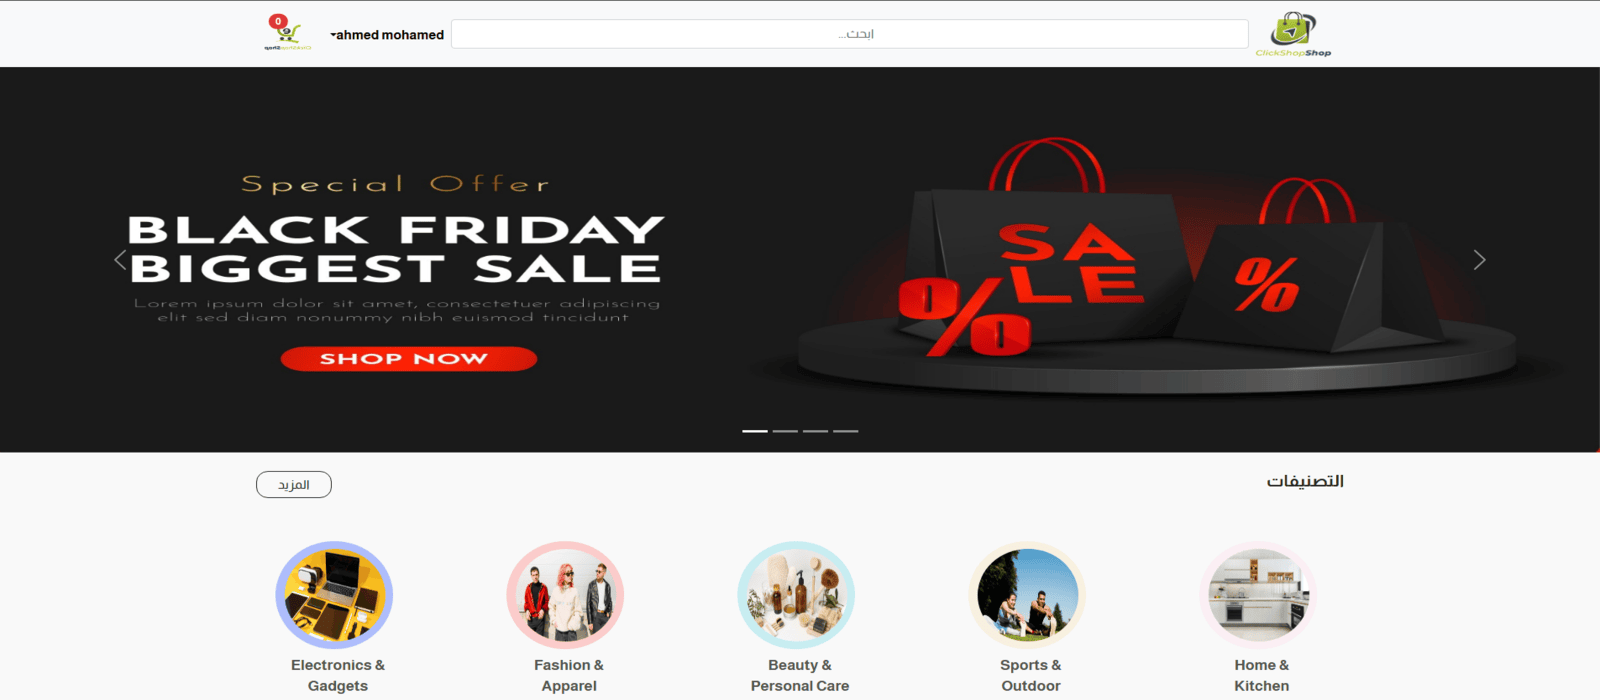 0
ahmed mohamed
ابحث...
ClickShopShop
Special Offer
BLACK FRIDAY
BIGGEST SALE
Lorem ipsum dolor sit amet, consectetuer adipiscing
elit sed diam nonummy nibh euismod tincidunt
SHOP NOW
SA
LE
%
%
التصنيفات
المزيد
Electronics &
Gadgets
Fashion &
Apparel
Beauty &
Personal Care
Sports &
Outdoor
Home &
Kitchen